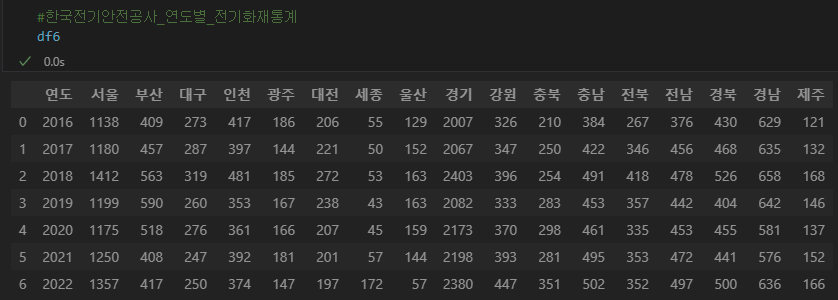 #한국전기안전공사_연도별_전기화재통계
df6
0.0s
연도 서울 부산 대구 인천 광주 대전 세종 울산 경기 강원 충북 충남 전북 전남 경북 경남 제주
0 2016 1138 409 273 417 186 206 55 129 2007 326 210 384 267 376 430 629 121
1 2017 1180 457 287 397 144 221 50 152 2067 347 250 422 346 456 468 635 132
2 2018 1412 563 319 481 185 272 53 163 2403 396 254 491 418 478 526 658 168
3 2019 1199 590 260 353 167 238 43 163 2082 333 283 453 357 442 404 642 146
4 2020 1175 518 276 361 166 207 45 159 2173 370 298 461 335 453 455 581 137
5 2021 1250 408 247 392 181 201 57 144 2198 393 281 495 353 472 441 576 152
6 2022 1357 417 250 374 147 197 172 57 2380 447 351 502 352 497 500 636 166